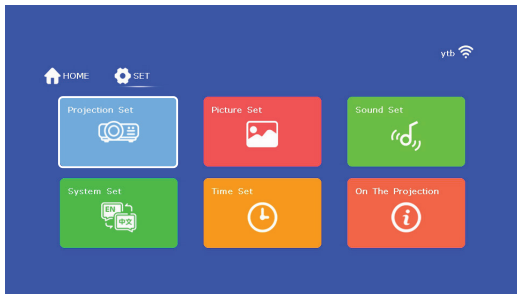 ytb
HOME SET
Projection Set Picture Set Sound Set
EN
中文
System Set Time Set On The Projection
i